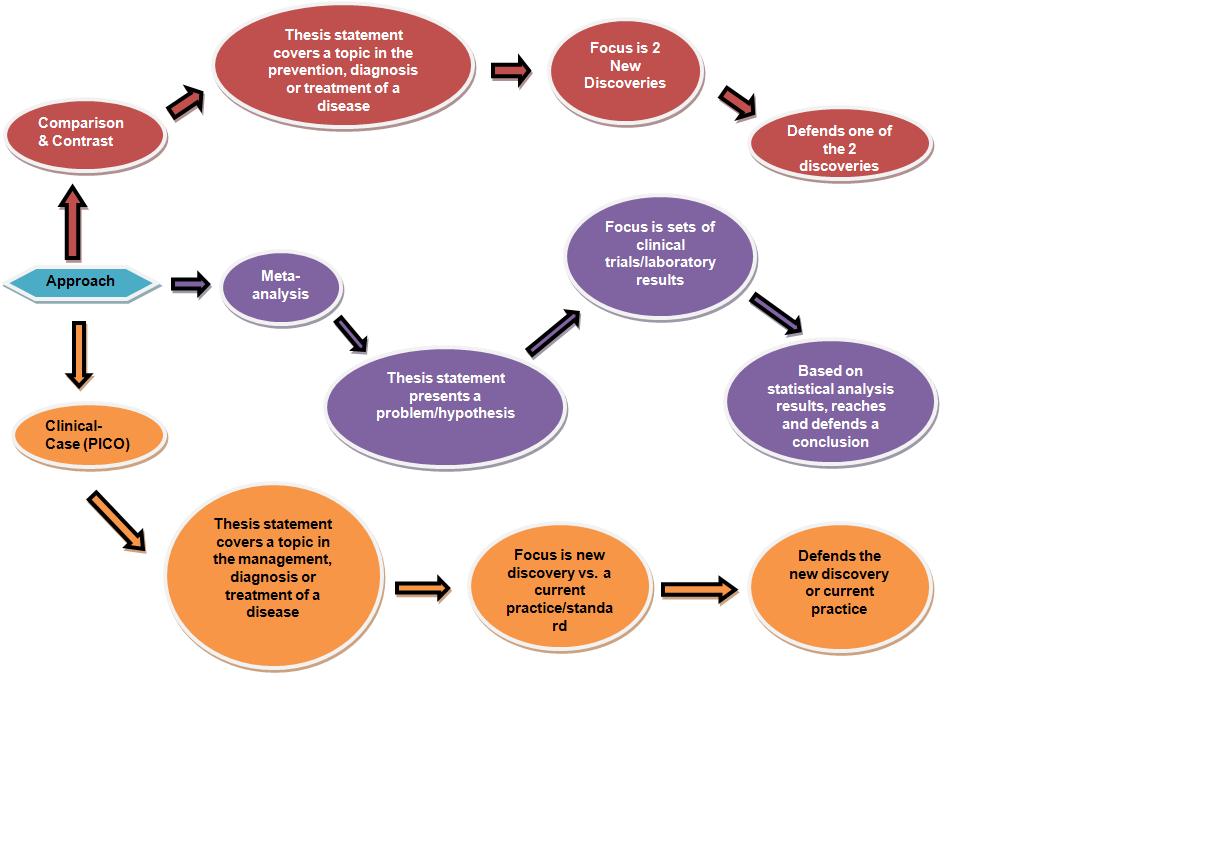 Thesis statement
covers a topic in the
prevention, diagnosis
or treatment of a
disease
Focus is 2
New
Discoveries
Comparison
& Contrast
Defends one of
the 2
discoveries
Approach
Meta-
analysis
Focus is sets of
clinical
trials/laboratory
results
Thesis statement
presents a
problem/hypothesis
Based on
statistical analysis
results, reaches
and defends a
conclusion
Clinical-
Case (PICO)
Thesis statement
covers a topic in
the management,
diagnosis or
treatment of a
disease
Focus is new
discovery vs. a
current
practice/standa
rd
Defends the
new discovery
or current
practice